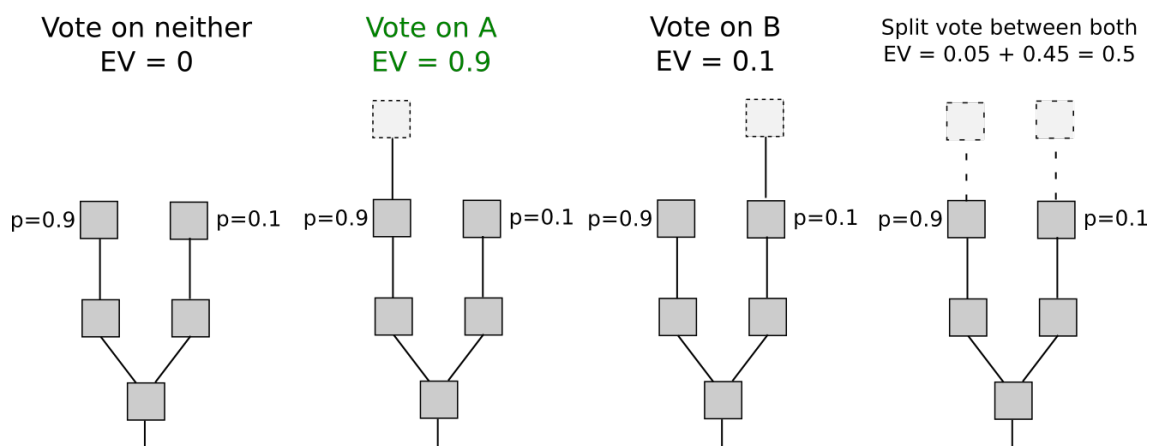 Vote on neither
EV = 0
Vote on A
EV = 0.9
Vote on B
EV = 0.1
Split vote between both
EV = 0.05 + 0.45 = 0.5
p=0.9
p=0.1
p=0.9
p=0.1
p=0.9
p=0.1
p=0.9
p=0.1